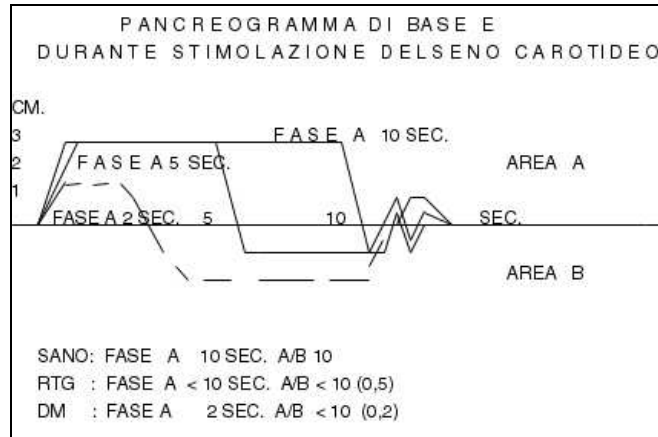 PANCREOGRAMMA DI BASE E
DURANTE STIMOLAZIONE DELSENO CAROTIDEO
CM.
3
FASE A 10 SEC.
2
FASE A 5 SEC.
AREA A
1
FASE A 2 SEC. 5 10 SEC.
AREA B
SANO: FASE A 10 SEC. A/B 10
RTG : FASE A < 10 SEC. A/B < 10 (0,5)
DM : FASE A 2 SEC. A/B < 10 (0,2)